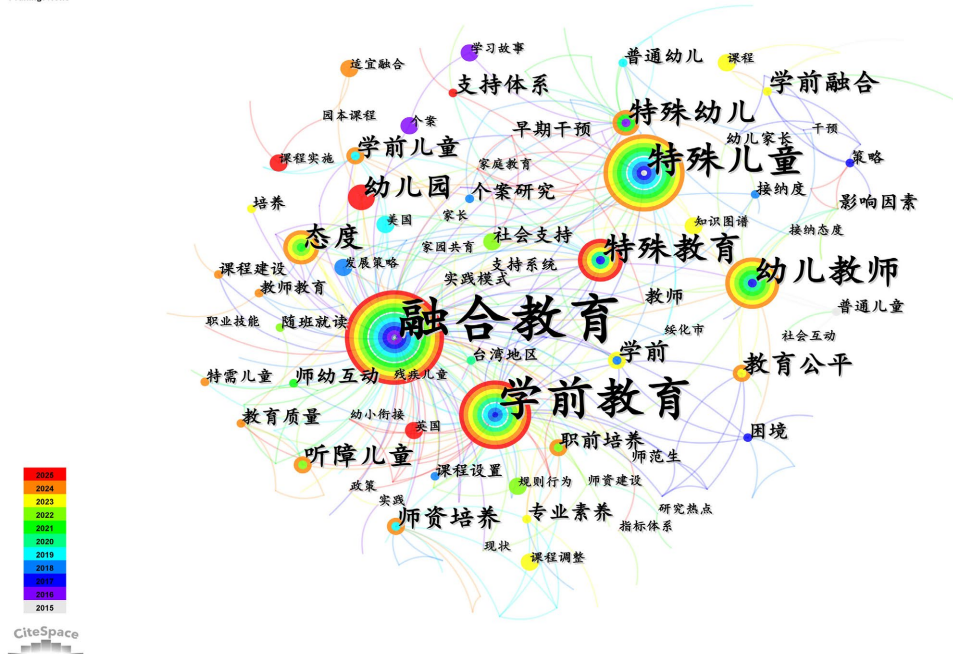 学习故事
普通幼儿
课程
适宜融合
支持体系
学前融合
园本课程
个案
早期干预
特殊幼儿
幼儿家长
干预
学前儿童
课程实施
家庭教育
特殊儿童
策略
幼儿园
个案研究
接纳度
培养
美国
家长
影响因素
态度
家园共育
社会支持
知识图谱
接纳态度
课程建设
发展策略
支持系统
特殊教育
幼儿教师
教师教育
实践模式
教师
普通儿童
职业技能
随班就读
融合教育
绥化市
社会互动
台湾地区
学前
特需儿童
师幼互动
残疾儿童
教育公平
教育质量
幼小衔接
英国
学前教育
困境
听障儿童
职前培养
师范生
课程设置
政策
规则行为
师资建设
实践
师资培养
专业素养
研究热点
指标体系
现状
课程调整
2025
2024
2023
2022
2021
2020
2019
2018
2017
2016
2015
CiteSpace